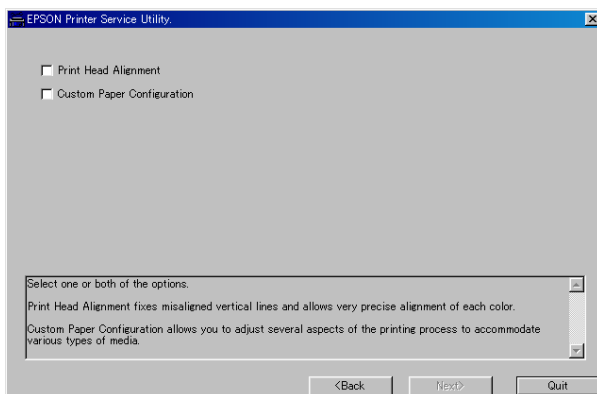 EPSON Printer Service Utility.
Print Head Alignment
Custom Paper Configuration
Select one or both of the options.
Print Head Alignment fixes misaligned vertical lines and allows very precise alignment of each color.
Custom Paper Configuration allows you to adjust several aspects of the printing process to accommodate
various types of media.
<Back
Next>
Quit